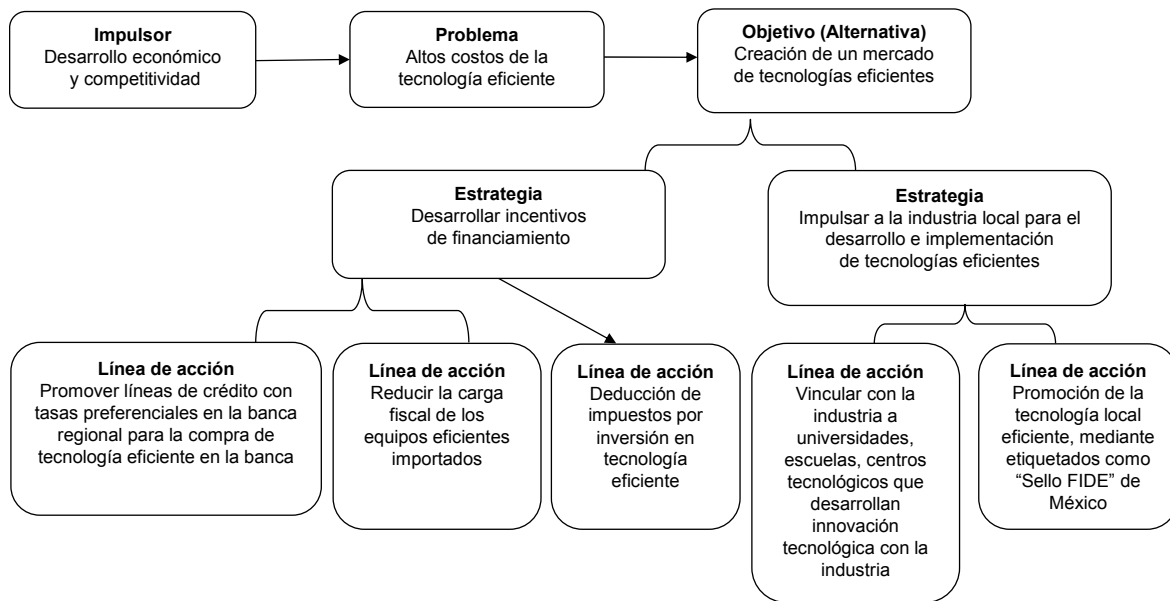 Impulsor
Desarrollo económico
y competitividad
Problema
Altos costos de la
tecnología eficiente
Objetivo (Alternativa)
Creación de un mercado
de tecnologías eficientes
Estrategia
Desarrollar incentivos
de financiamiento
Estrategia
Impulsar a la industria local para el
desarrollo e implementación
de tecnologías eficientes
Línea de acción
Promover líneas de crédito con
tasas preferenciales en la banca
regional para la compra de
tecnología eficiente en la banca
Línea de acción
Reducir la carga
fiscal de los
equipos eficientes
importados
Línea de acción
Deducción de
impuestos por
inversión en
tecnología
eficiente
Línea de acción
Vincular con la
industria a
universidades,
escuelas, centros
tecnológicos que
desarrollan
innovación
tecnológica con la
industria
Línea de acción
Promoción de la
tecnología local
eficiente, mediante
etiquetados como
“Sello FIDE” de
México